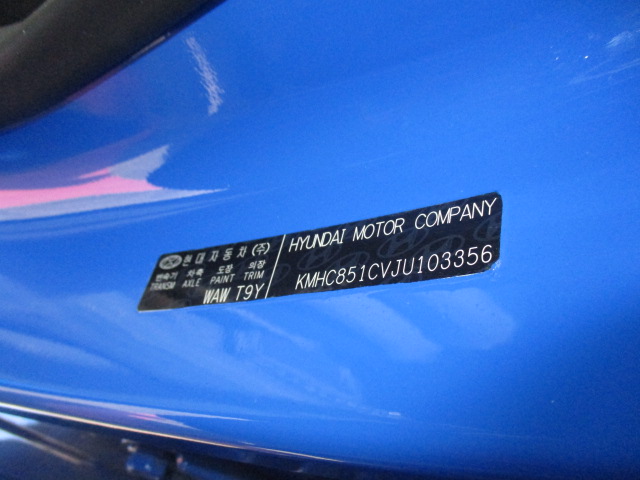 현대자동차(주)
변속기 차축 도장 의장
TRANSM AXLE PAINT TRIM
WAW T9Y
HYUNDAI MOTOR COMPANY
KMHC851CVJU103356